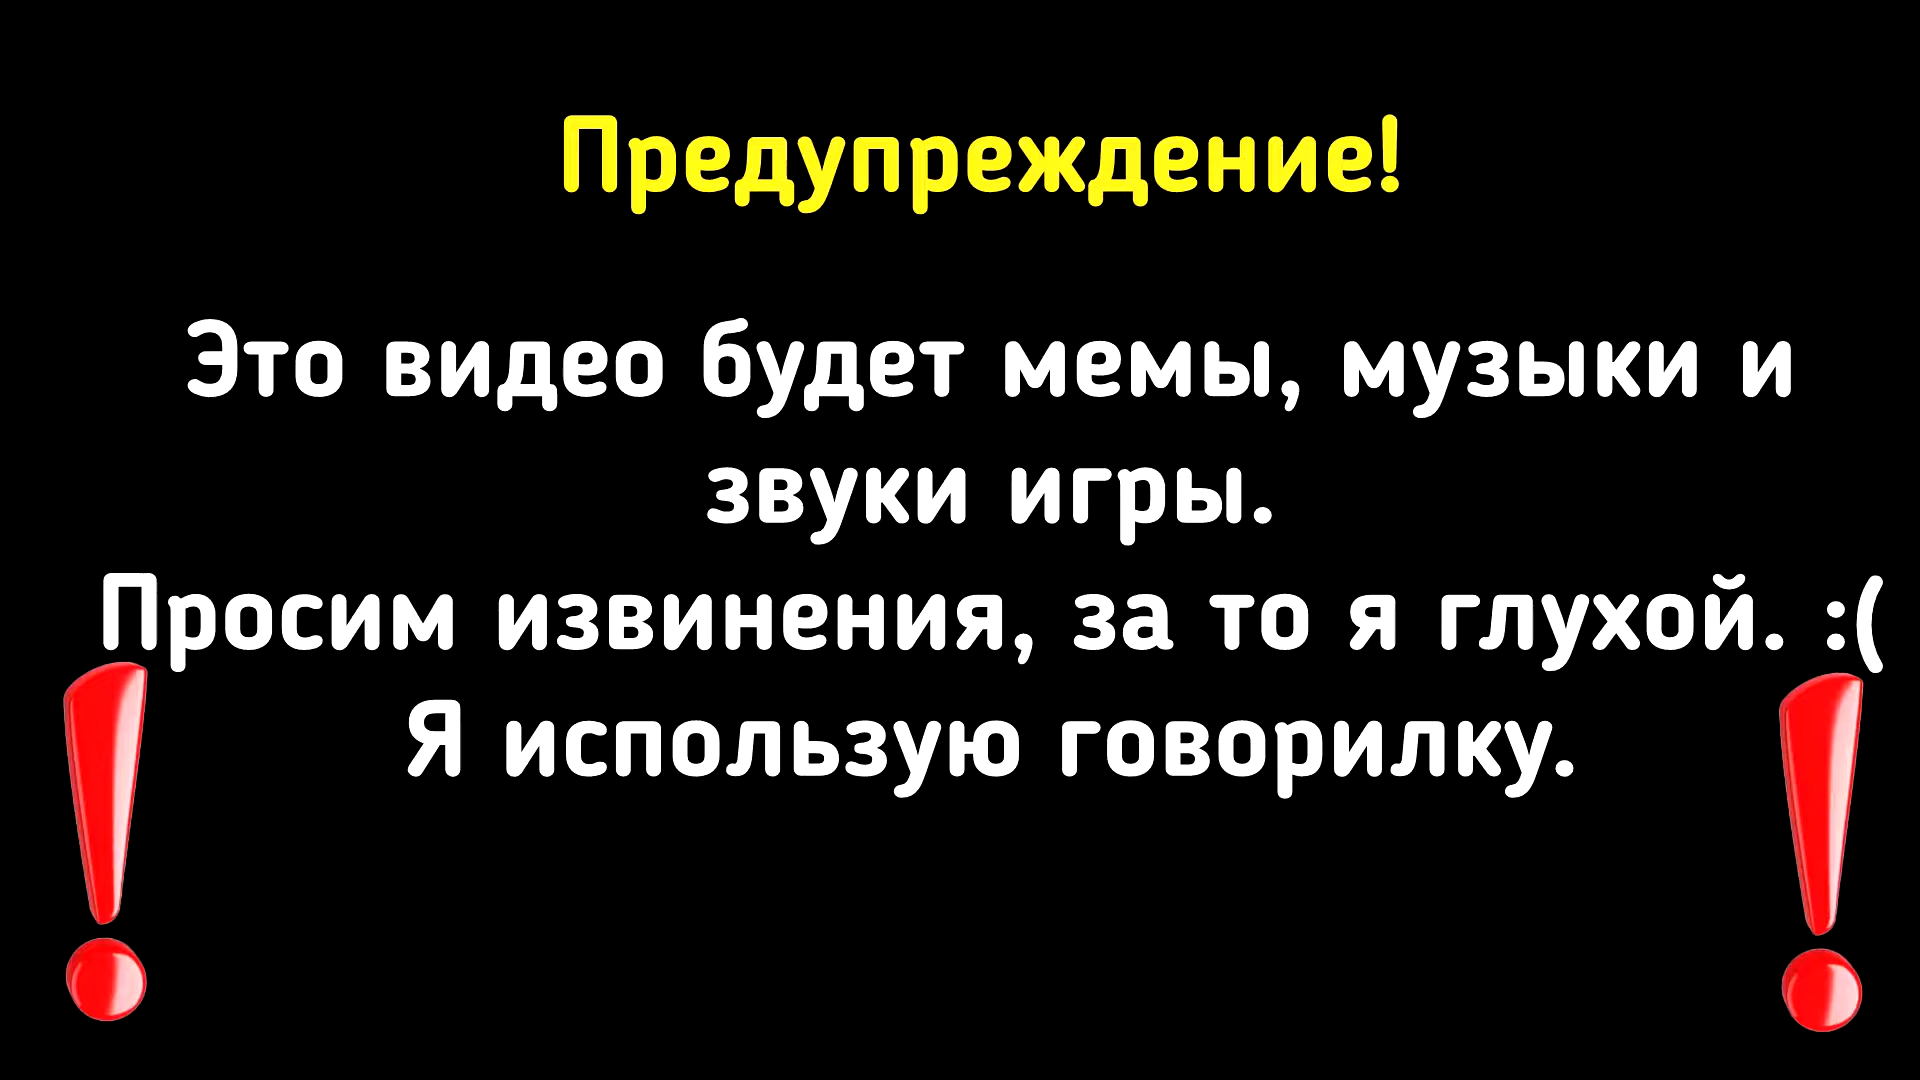 Предупреждение!
Это видео будет мемы, музыки и
звуки игры.
Просим извинения, за то я глухой. :(
Я использую говорилку.